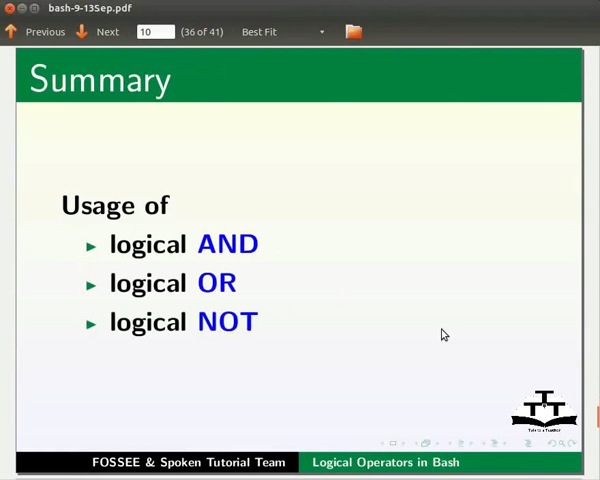 bash-9-13Sep.pdf
Previous Next 10 (36 of 41) Best Fit
Summary
Usage of
logical AND
logical OR
logical NOT
TTT
FOSSEE & Spoken Tutorial Team Logical Operators in Bash